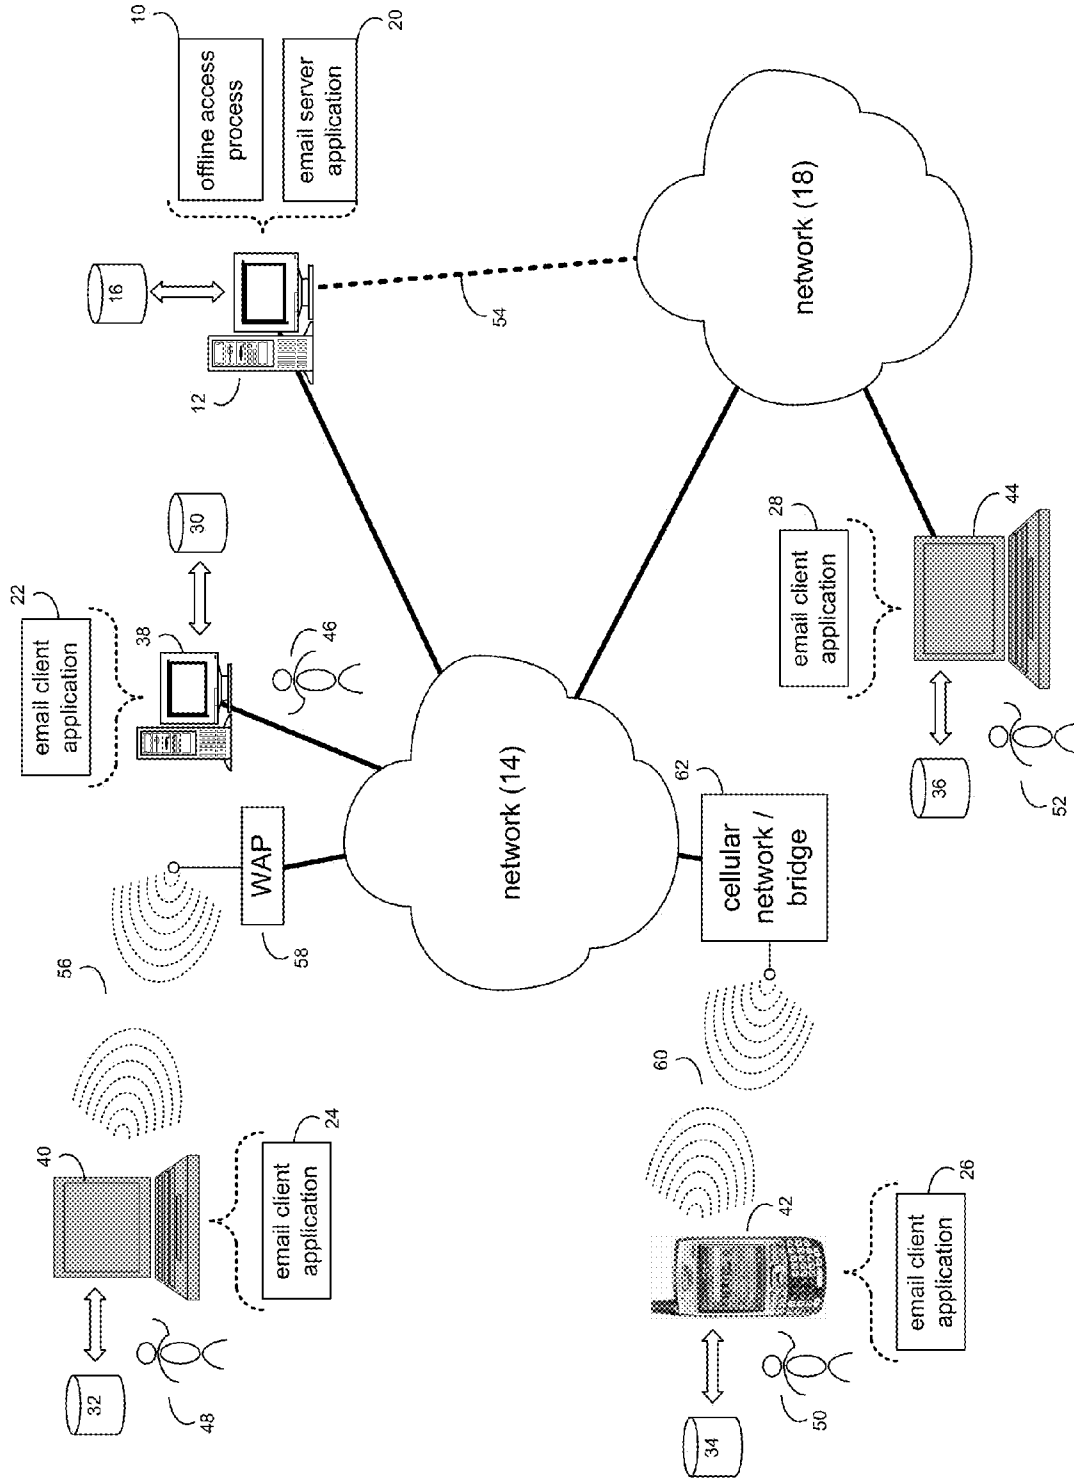 10
offline access
process
20
email server
application
16
12
54
network (18)
22
email client
application
38
30
46
28
email client
application
44
36
52
56
WAP
58
network (14)
62
cellular
network /
bridge
60
40
24
email client
application
32
48
42
26
email client
application
34
50